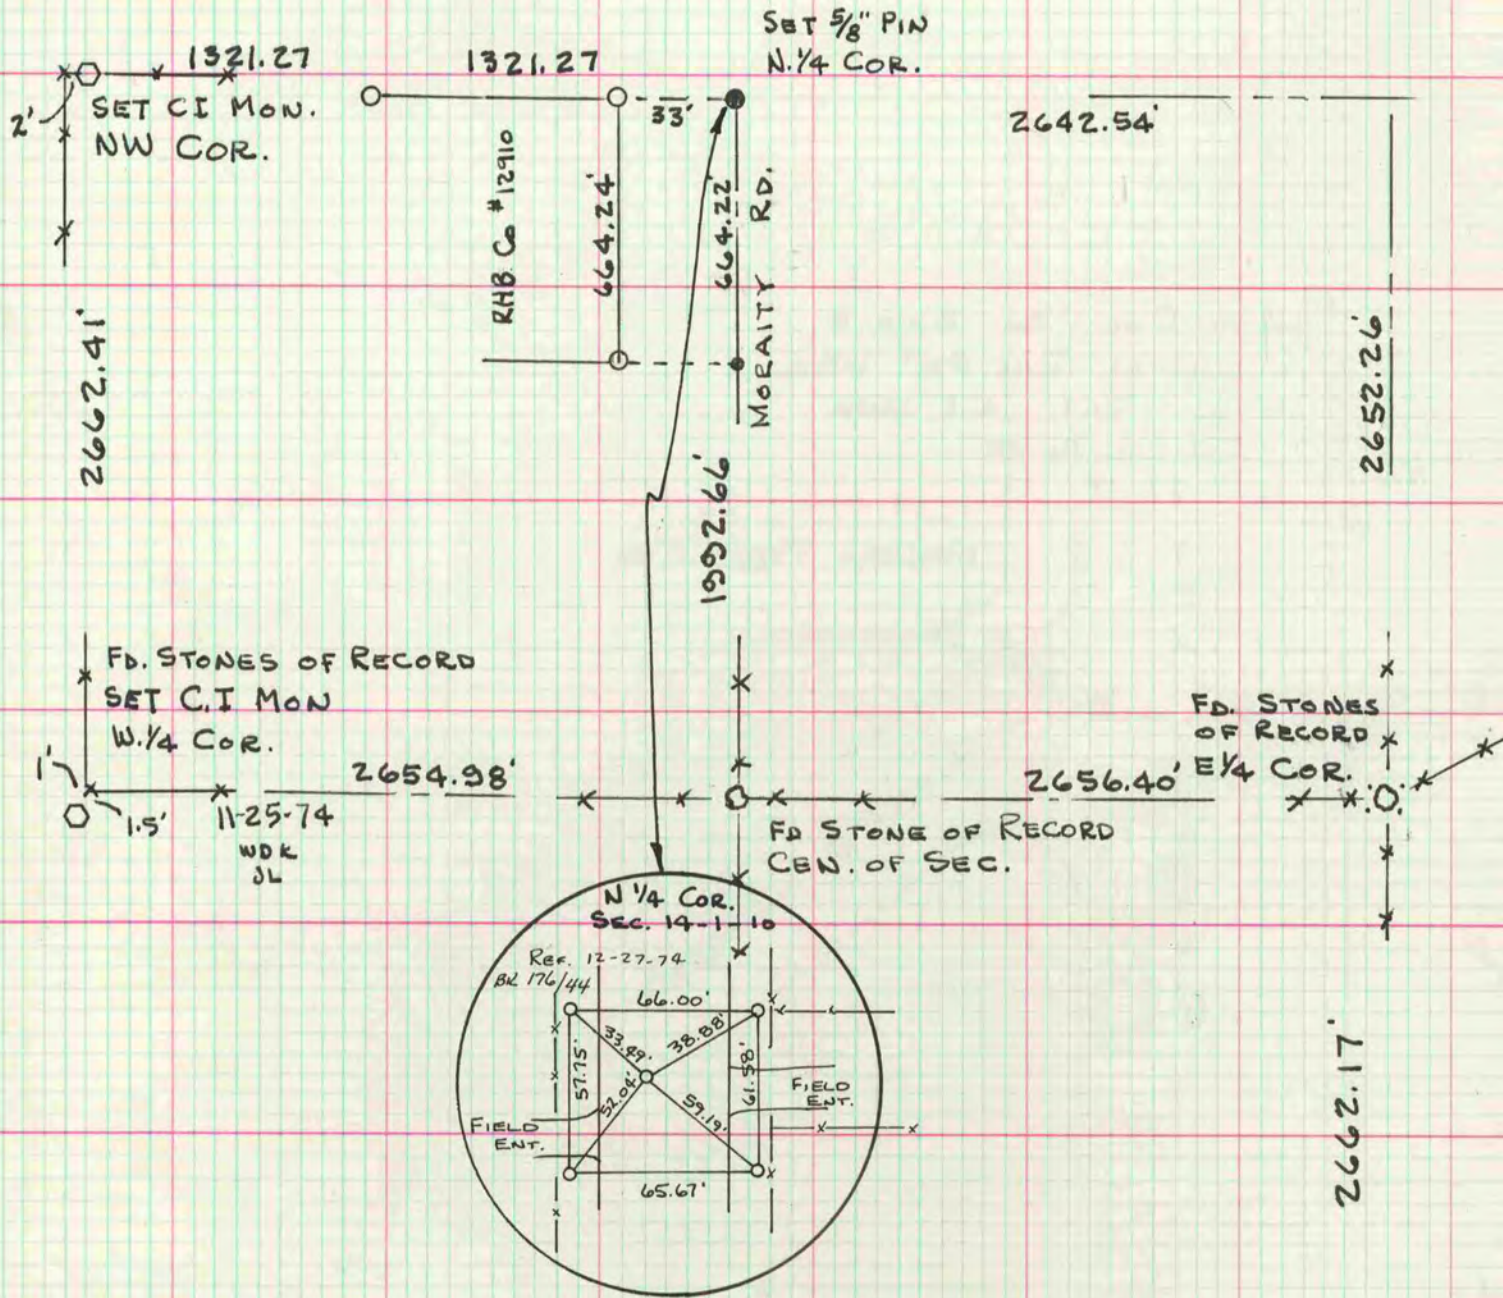 SET 5/8" PIN
N. 1/4 COR.
1321.27
1321.27
2'
SET CI MON.
NW COR.
33'
2642.54'
RHB Co #12910
664.24'
664.22'
MORAITY RD.
2662.41'
2652.26'
1992.66'
FD. STONES OF RECORD
SET C.I MON
W. 1/4 COR.
1'
1.5'
2654.98'
11-25-74
WDK
JL
FD. STONES
OF RECORD
E 1/4 COR.
2656.40'
FD STONE OF RECORD
CEN. OF SEC.
N 1/4 COR.
SEC. 14-1-10
REF. 12-27-74
BK 176/44
66.00'
33.49'
38.88'
57.75'
52.04'
59.19'
61.58'
FIELD
ENT.
FIELD
ENT.
65.67'
2662.17'